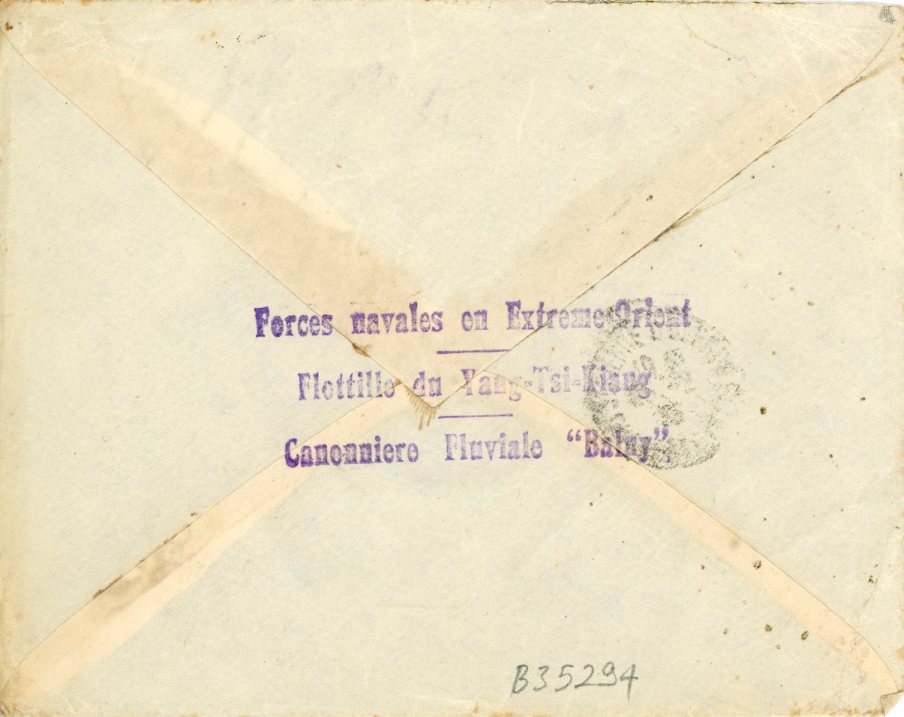 Forces navales en Extreme-Orient
Flottille du Yang-Tsi-Kiang
Canonniere Fluviale "Balny"
B35294